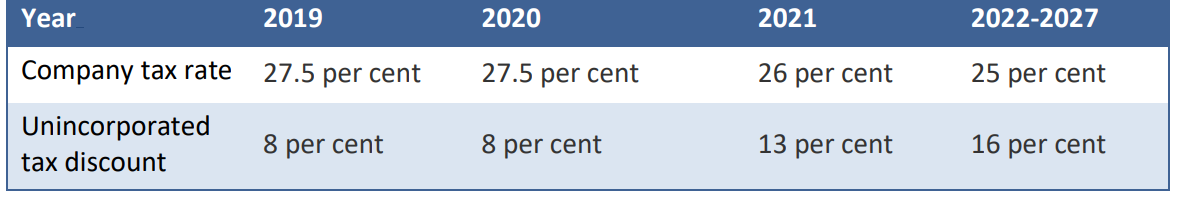 Year 2019 2020 2021 2022-2027
Company tax rate 27.5 per cent 27.5 per cent 26 per cent 25 per cent
Unincorporated
tax discount 8 per cent 8 per cent 13 per cent 16 per cent